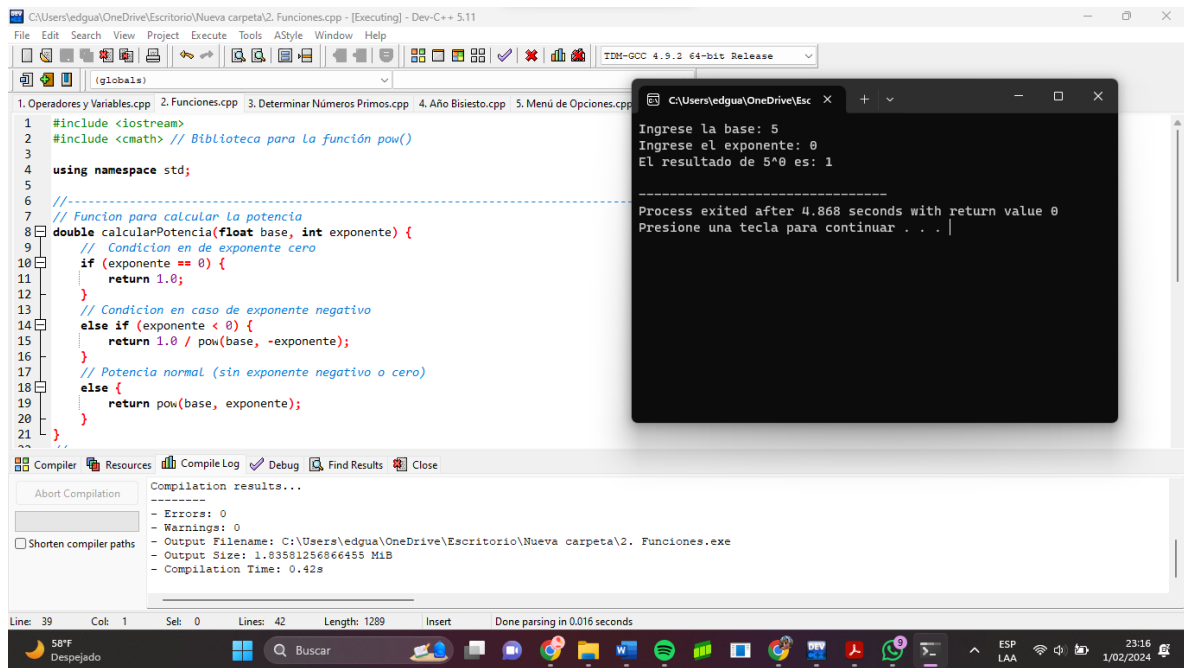 C:\Users\edgua\OneDrive\Escritorio\Nueva carpeta\2. Funciones.cpp - [Executing] - Dev-C++ 5.11
File Edit Search View Project Execute Tools AStyle Window Help
TDM-GCC 4.9.2 64-bit Release
(globals)
1. Operadores y Variables.cpp 2. Funciones.cpp 3. Determinar Números Primos.cpp 4. Año Bisiesto.cpp 5. Menú de Opciones.cpp
1 #include <iostream>
2 #include <cmath> // Biblioteca para la función pow()
3
4 using namespace std;
5
6 //------------------------------------------------------------------------
7 // Funcion para calcular la potencia
8 double calcularPotencia(float base, int exponente) {
9 // Condicion en de exponente cero
10 if (exponente == 0) {
11 return 1.0;
12 }
13 // Condicion en caso de exponente negativo
14 else if (exponente < 0) {
15 return 1.0 / pow(base, -exponente);
16 }
17 // Potencia normal (sin exponente negativo o cero)
18 else {
19 return pow(base, exponente);
20 }
21 }
C:\Users\edgua\OneDrive\Esc
Ingrese la base: 5
Ingrese el exponente: 0
El resultado de 5^0 es: 1
--------------------------------
Process exited after 4.868 seconds with return value 0
Presione una tecla para continuar . . .
Compiler Resources Compile Log Debug Find Results Close
Abort Compilation
Shorten compiler paths
Compilation results...
--------
- Errors: 0
- Warnings: 0
- Output Filename: C:\Users\edgua\OneDrive\Escritorio\Nueva carpeta\2. Funciones.exe
- Output Size: 1.83581256866455 MiB
- Compilation Time: 0.42s
Line: 39 Col: 1 Sel: 0 Lines: 42 Length: 1289 Insert Done parsing in 0.016 seconds
58°F
Despejado
Buscar
9
ESP
LAA
23:16
1/02/2024